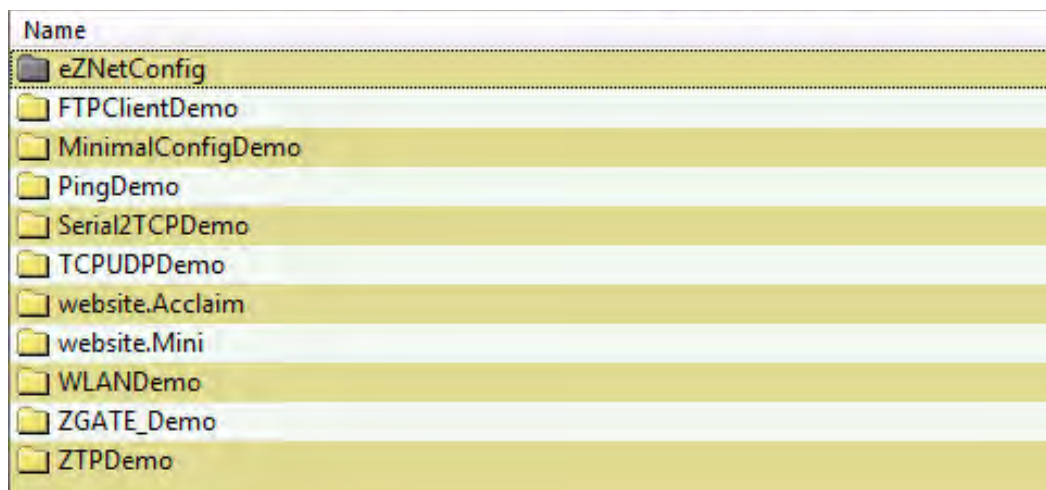 Name
eZNetConfig
FTPClientDemo
MinimalConfigDemo
PingDemo
Serial2TCPDemo
TCPUDPDemo
website.Acclaim
website.Mini
WLANDemo
ZGATE_Demo
ZTPDemo